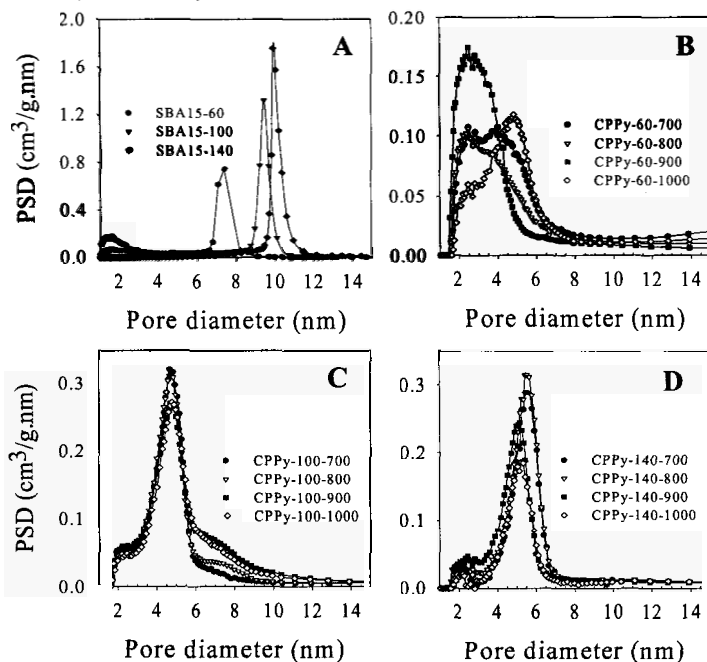 A
B
PSD (cm³/g.nm)
1.8
1.2
0.6
0.0
SBA15-60
SBA15-100
SBA15-140
2 4 6 8 10 12 14
Pore diameter (nm)
0.20
0.15
0.10
0.05
0.00
CPPy-60-700
CPPy-60-800
CPPy-60-900
CPPy-60-1000
2 4 6 8 10 12 14
Pore diameter (nm)
C
D
PSD (cm³/g.nm)
0.3
0.2
0.1
0.0
CPPy-100-700
CPPy-100-800
CPPy-100-900
CPPy-100-1000
2 4 6 8 10 12 14
Pore diameter (nm)
0.3
0.2
0.1
0.0
CPPy-140-700
CPPy-140-800
CPPy-140-900
CPPy-140-1000
2 4 6 8 10 12 14
Pore diameter (nm)